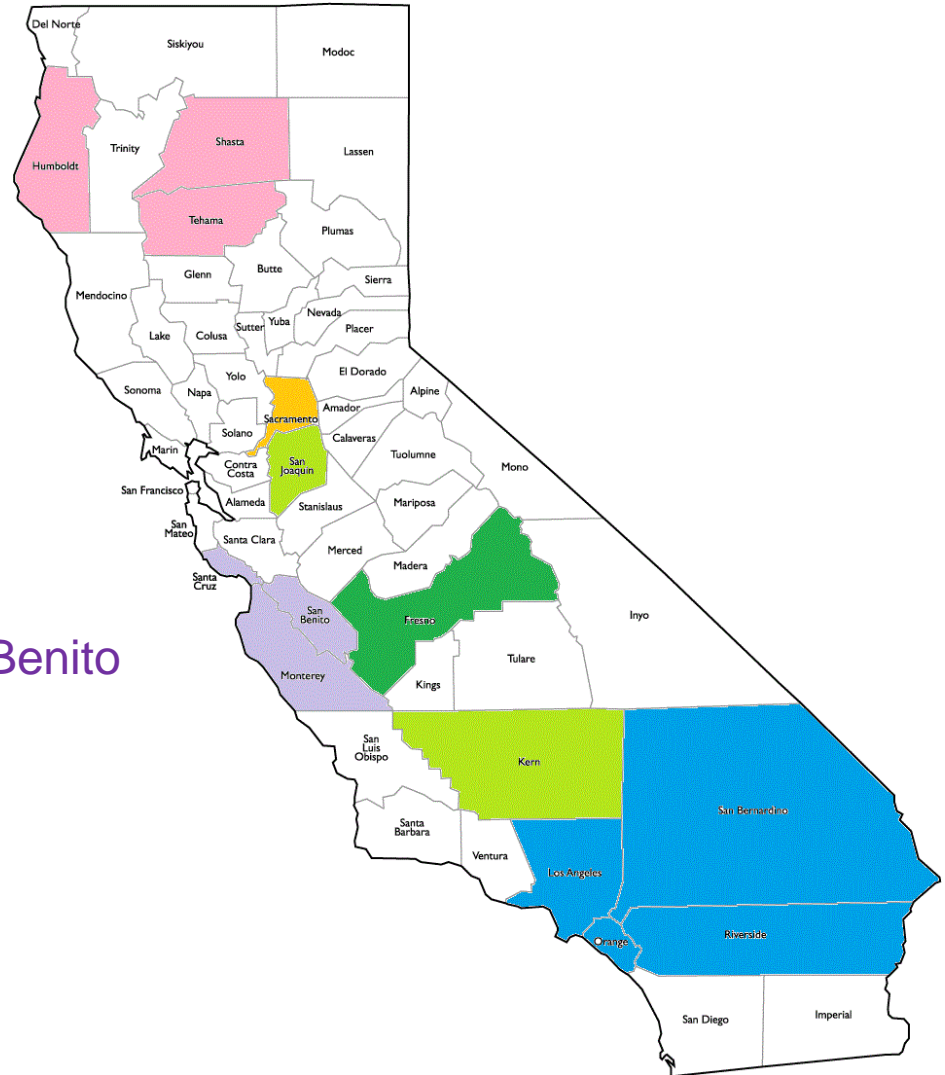 Del Norte
Siskiyou
Modoc
Humboldt
Trinity
Shasta
Lassen
Tehama
Plumas
Glenn
Butte
Sierra
Mendocino
Lake
Colusa
Sutter
Yuba
Nevada
Placer
Sonoma
Napa
Yolo
El Dorado
Alpine
Sacramento
Amador
Solano
Calaveras
Marin
Contra
Costa
San
Joaquin
Tuolumne
Mono
San Francisco
Alameda
Stanislaus
Mariposa
San
Mateo
Santa Clara
Merced
Madera
Santa
Cruz
San
Benito
Fresno
Inyo
Benito
Monterey
Kings
Tulare
San
Luis
Obispo
Kern
San Bernardino
Santa
Barbara
Ventura
Los Angeles
Orange
Riverside
San Diego
Imperial